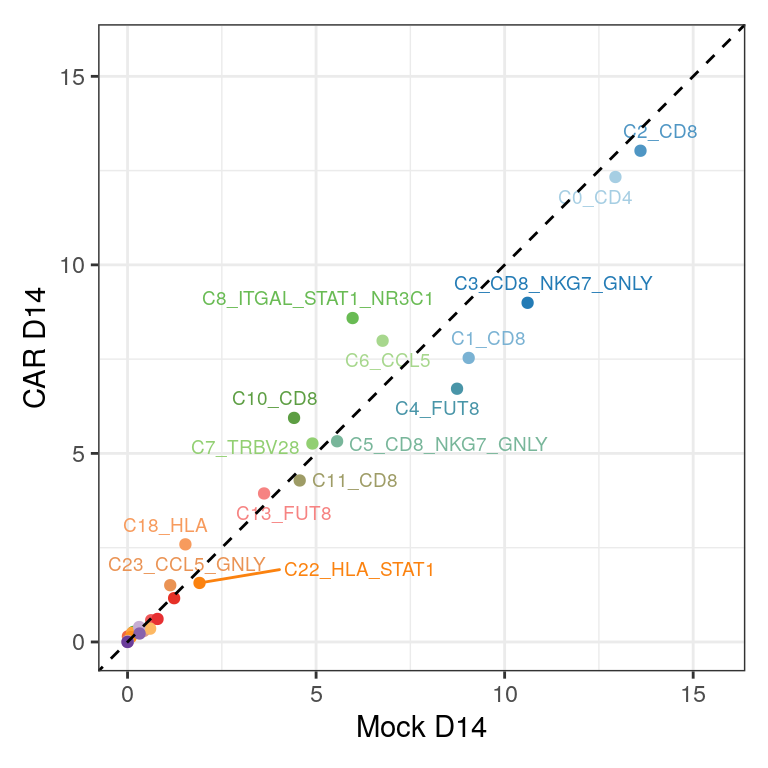 15
10
5
0
CAR D14
C2_CD8
C0_CD4
C3_CD8_NKG7_GNLY
C8_ITGAL_STAT1_NR3C1
C1_CD8
C6_CCL5
C10_CD8
C4_FUT8
C7_TRBV28
C5_CD8_NKG7_GNLY
C11_CD8
C13_FUT8
C18_HLA
C23_CCL5_GNLY
C22_HLA_STAT1
0
5
10
15
Mock D14